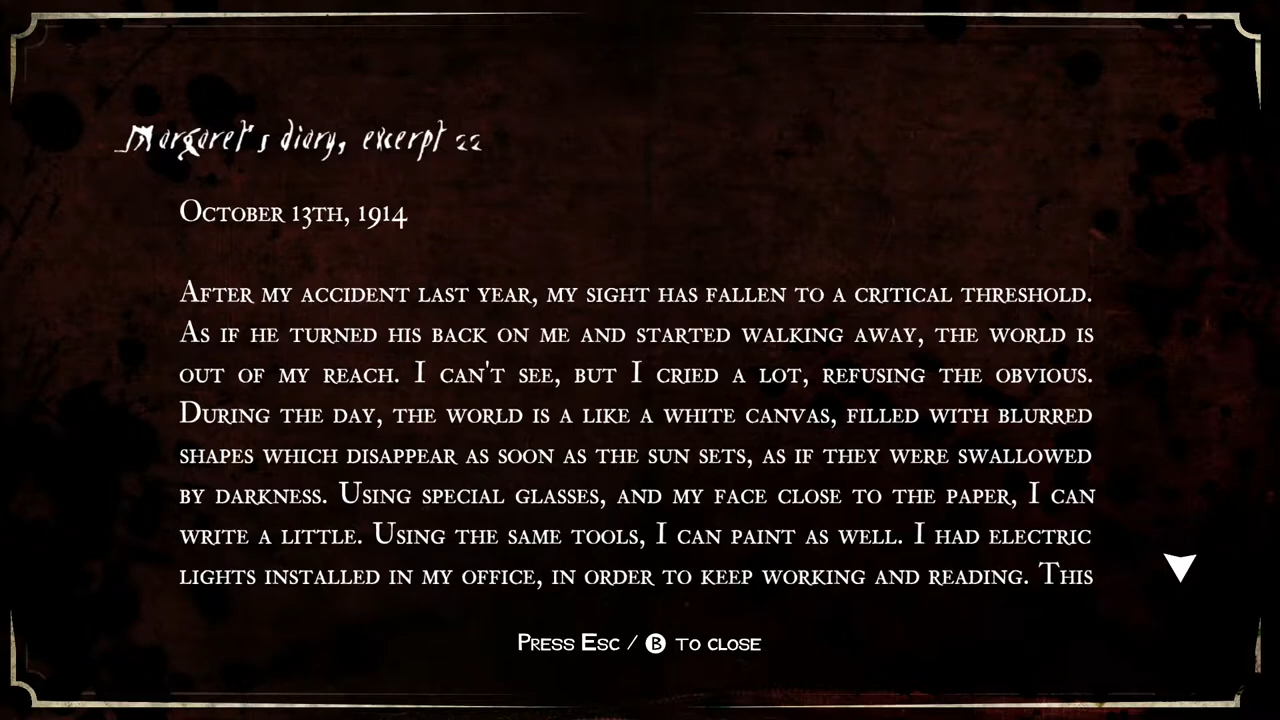 Margaret's diary, excerpt 22
October 13th, 1914
After my accident last year, my sight has fallen to a critical threshold.
As if he turned his back on me and started walking away, the world is
out of my reach. I can't see, but I cried a lot, refusing the obvious.
During the day, the world is a like a white canvas, filled with blurred
shapes which disappear as soon as the sun sets, as if they were swallowed
by darkness. Using special glasses, and my face close to the paper, I can
write a little. Using the same tools, I can paint as well. I had electric
lights installed in my office, in order to keep working and reading. This
Press Esc / B to close